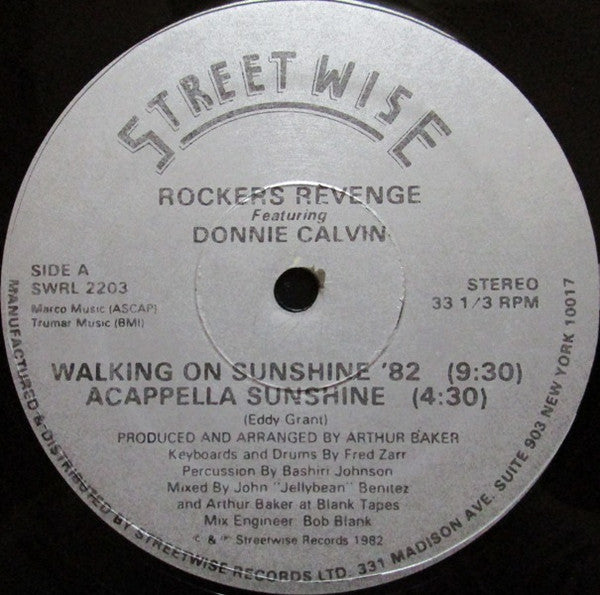 STREETWISE
ROCKERS REVENGE
Featuring
DONNIE CALVIN
SIDE A
SWRL 2203
Marco Music (ASCAP)
Trumar Music (BMI)
STEREO
33 1/3 RPM
WALKING ON SUNSHINE '82 (9:30)
ACAPPELLA SUNSHINE (4:30)
(Eddy Grant)
PRODUCED AND ARRANGED BY ARTHUR BAKER
Keyboards and Drums By Fred Zarr
Percussion By Bashiri Johnson
Mixed By John "Jellybean" Benitez
and Arthur Baker at Blank Tapes
Mix Engineer: Bob Blank
© & ℗ Streetwise Records 1982
MANUFACTURED & DISTRIBUTED BY STREETWISE RECORDS LTD. 331 MADISON AVE. SUITE 903 NEW YORK 10017